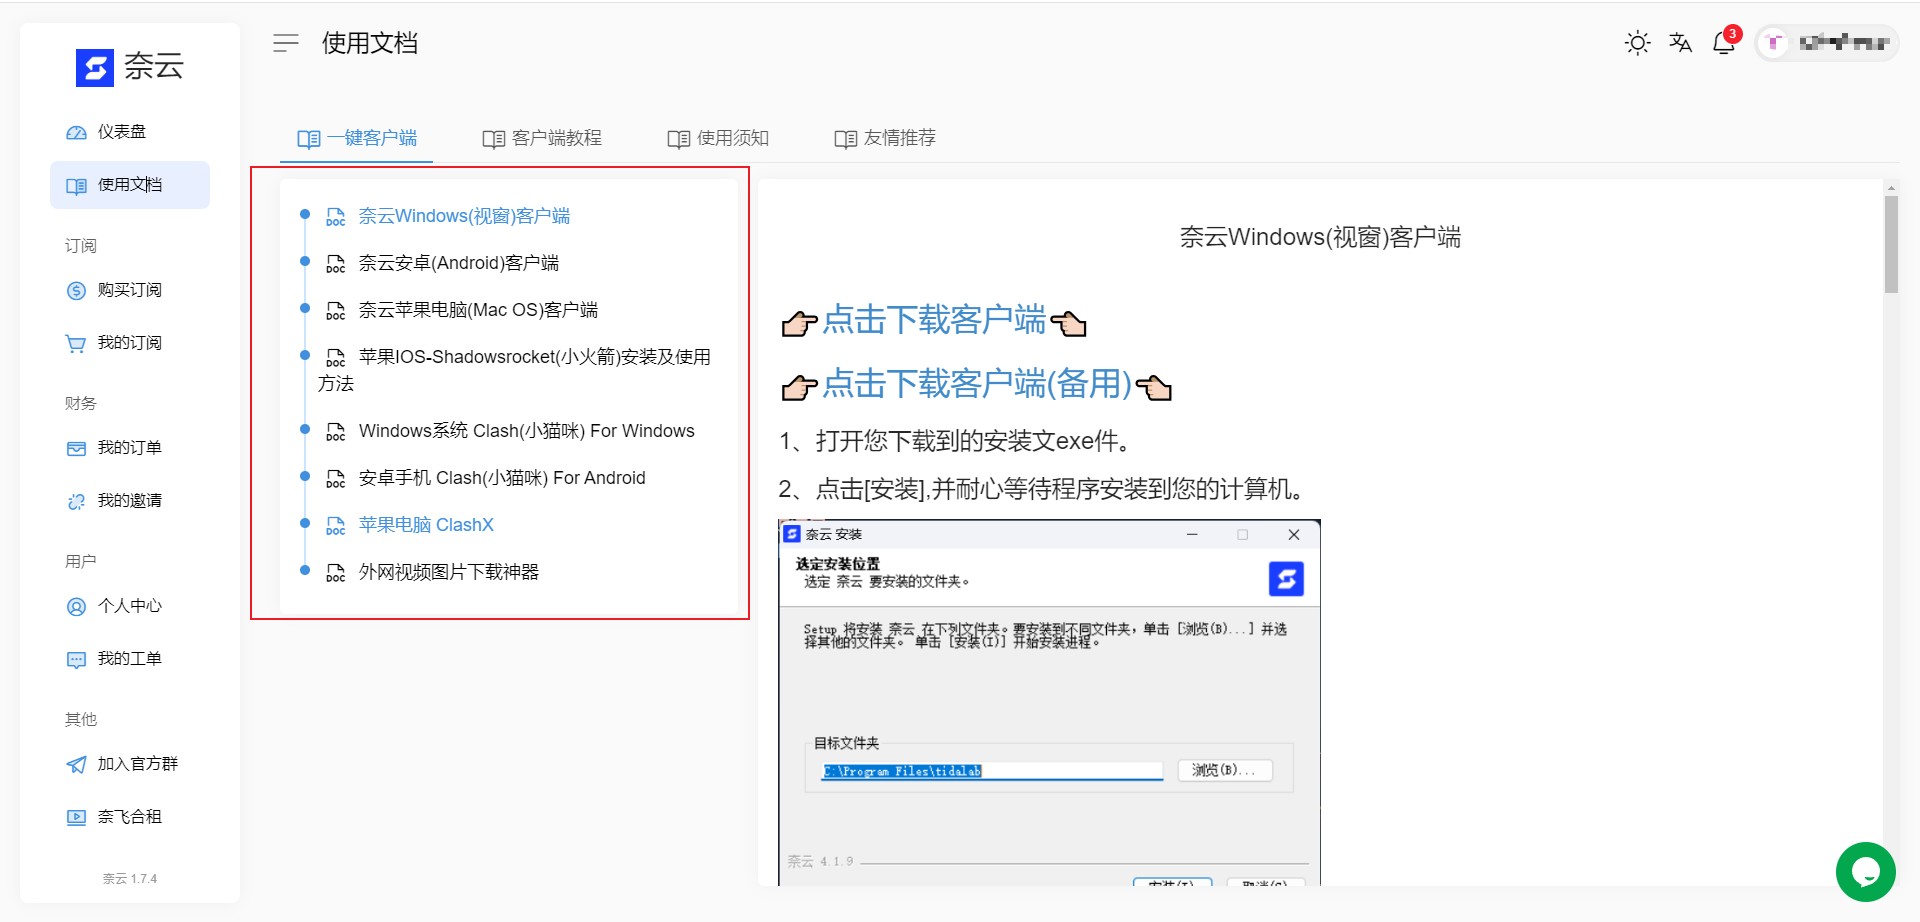 奈云
使用文档
3
仪表盘
使用文档
订阅
购买订阅
我的订阅
财务
我的订单
我的邀请
用户
个人中心
我的工单
其他
加入官方群
奈飞合租
奈云 1.7.4
一键客户端
客户端教程
使用须知
友情推荐
DOC 奈云Windows(视窗)客户端
DOC 奈云安卓(Android)客户端
DOC 奈云苹果电脑(Mac OS)客户端
DOC 苹果IOS-Shadowsrocket(小火箭)安装及使用
方法
DOC Windows系统 Clash(小猫咪) For Windows
DOC 安卓手机 Clash(小猫咪) For Android
DOC 苹果电脑 ClashX
DOC 外网视频图片下载神器
奈云Windows(视窗)客户端
点击下载客户端
点击下载客户端(备用)
1、打开您下载到的安装文exe件。
2、点击[安装],并耐心等待程序安装到您的计算机。
奈云 安装
选定安装位置
选定 奈云 要安装的文件夹。
Setup 将安装 奈云 在下列文件夹。要安装到不同文件夹，单击 [浏览(B)...] 并选
择其他的文件夹。 单击 [安装(I)] 开始安装进程。
目标文件夹
C:\Program Files\tidalab
浏览(B)...
奈云 4.1.9
安装(I)
取消(C)